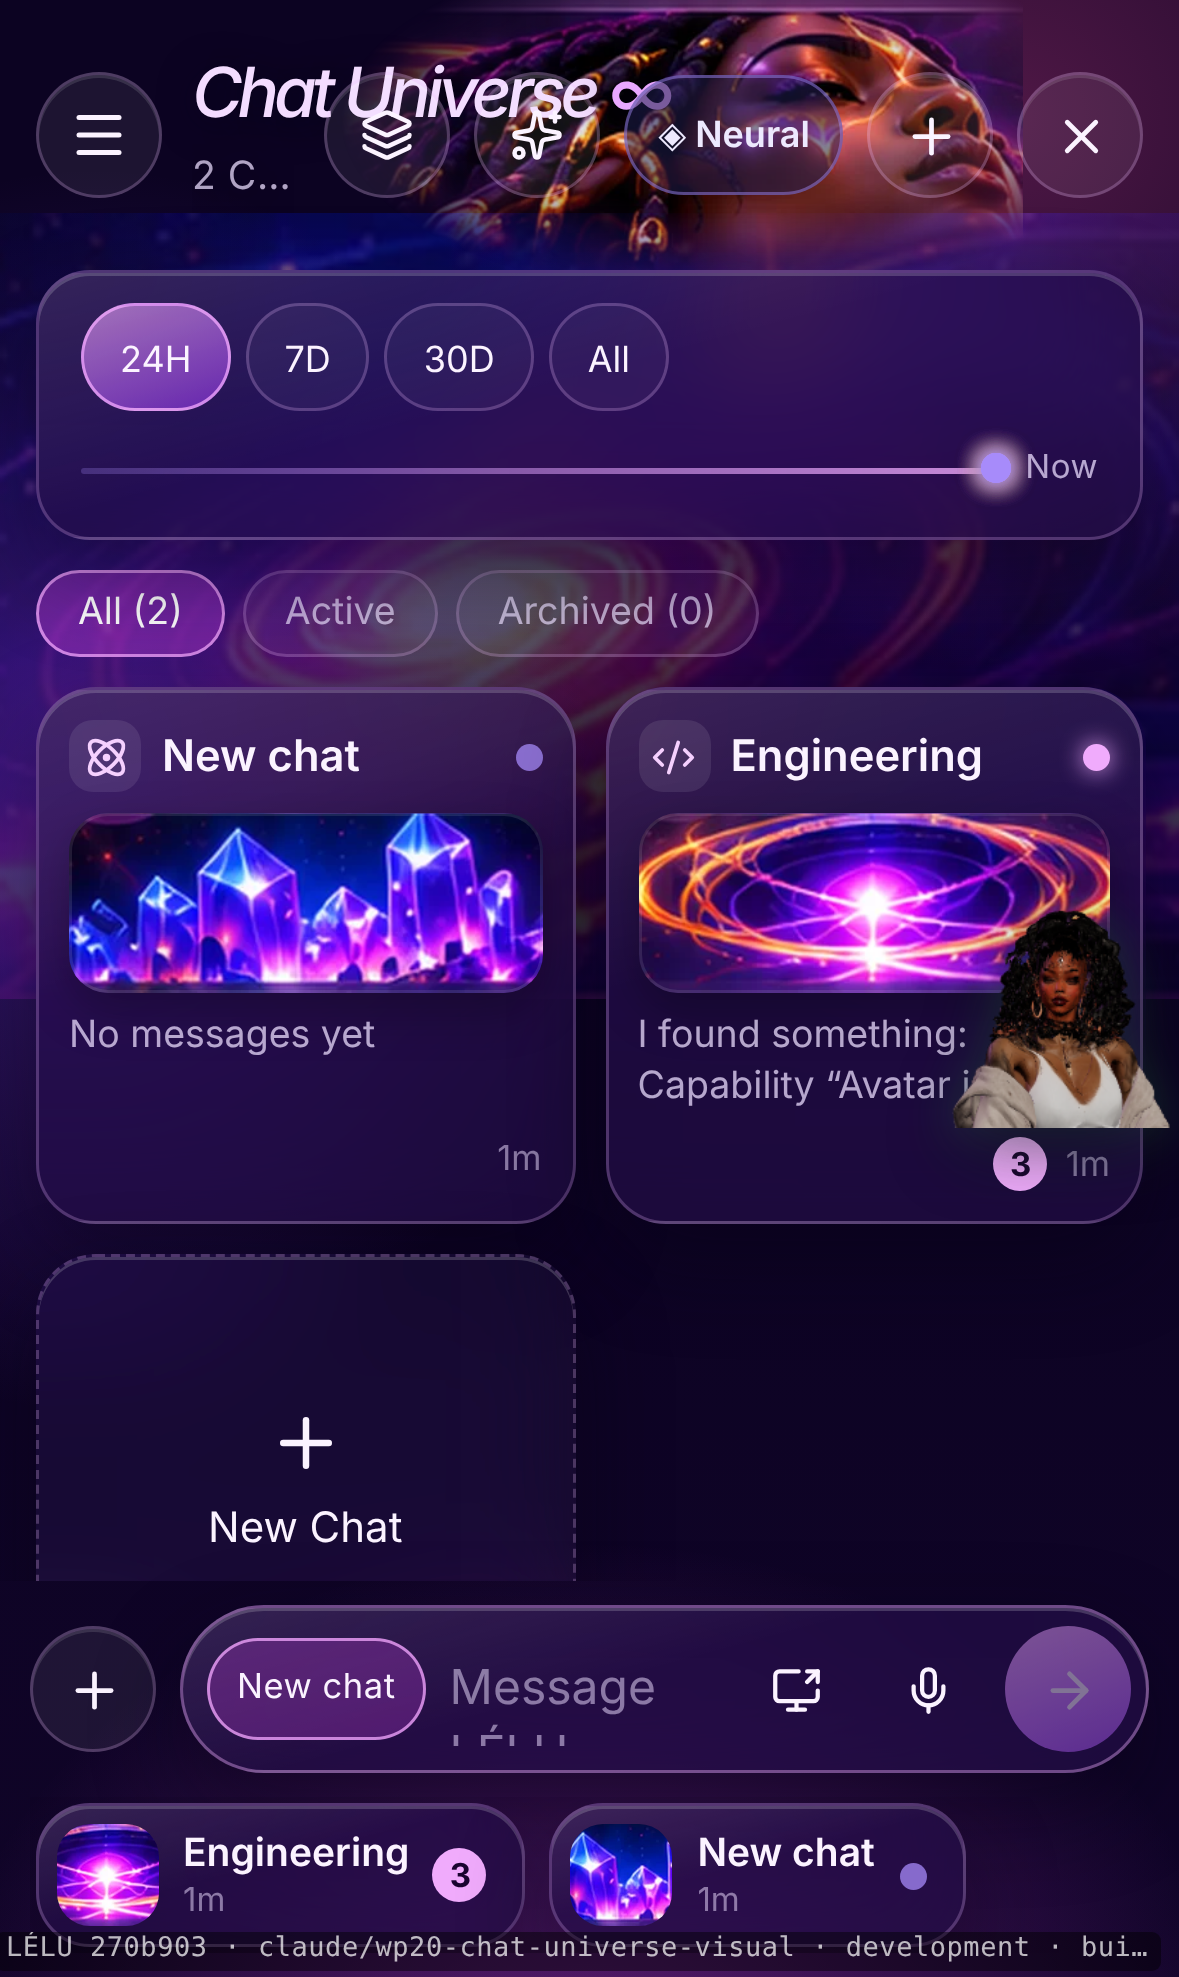 Chat Universe ∞
2 C...
◈ Neural
24H 7D 30D All
Now
All (2) Active Archived (0)
New chat
No messages yet
1m
Engineering
I found something:
Capability “Avatar
3 1m
New Chat
New chat
Message
LÉLU
Engineering
1m
3
New chat
1m
LÉLU 270b903 · claude/wp20-chat-universe-visual · development · bui…